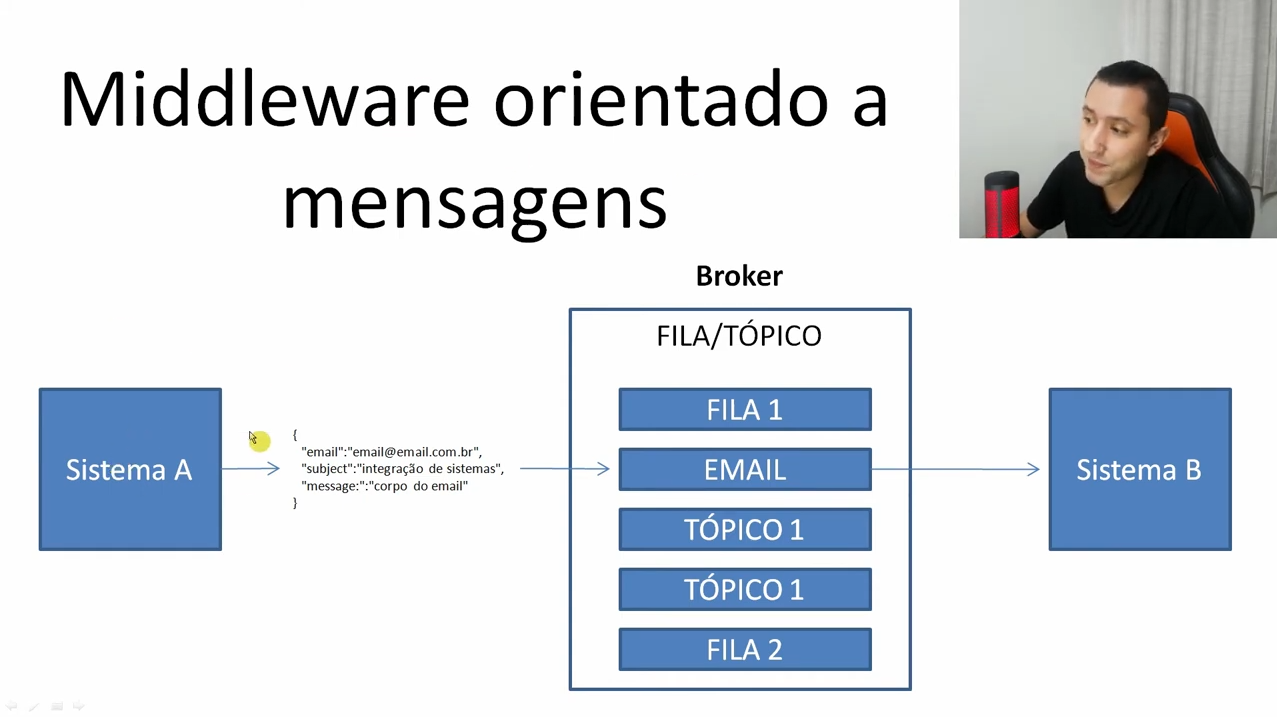 Middleware orientado a
mensagens
Broker
FILA/TÓPICO
FILA 1
Sistema A
{
"email":"email@email.com.br",
"subject":"integração de sistemas",
"message:":"corpo do email"
}
EMAIL
Sistema B
TÓPICO 1
TÓPICO 1
FILA 2